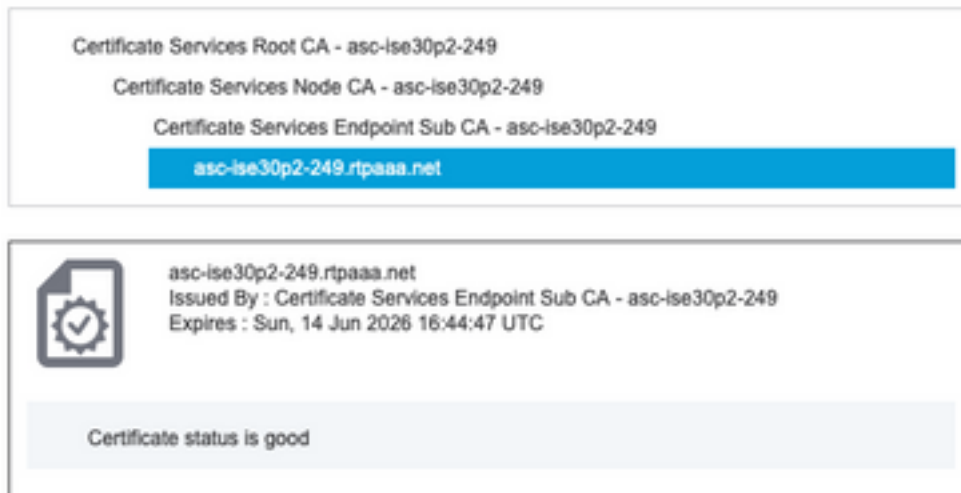 Certificate Services Root CA - asc-ise30p2-249
Certificate Services Node CA - asc-ise30p2-249
Certificate Services Endpoint Sub CA - asc-ise30p2-249
asc-ise30p2-249.rtpaaa.net
asc-ise30p2-249.rtpaaa.net
Issued By : Certificate Services Endpoint Sub CA - asc-ise30p2-249
Expires : Sun, 14 Jun 2026 16:44:47 UTC
Certificate status is good